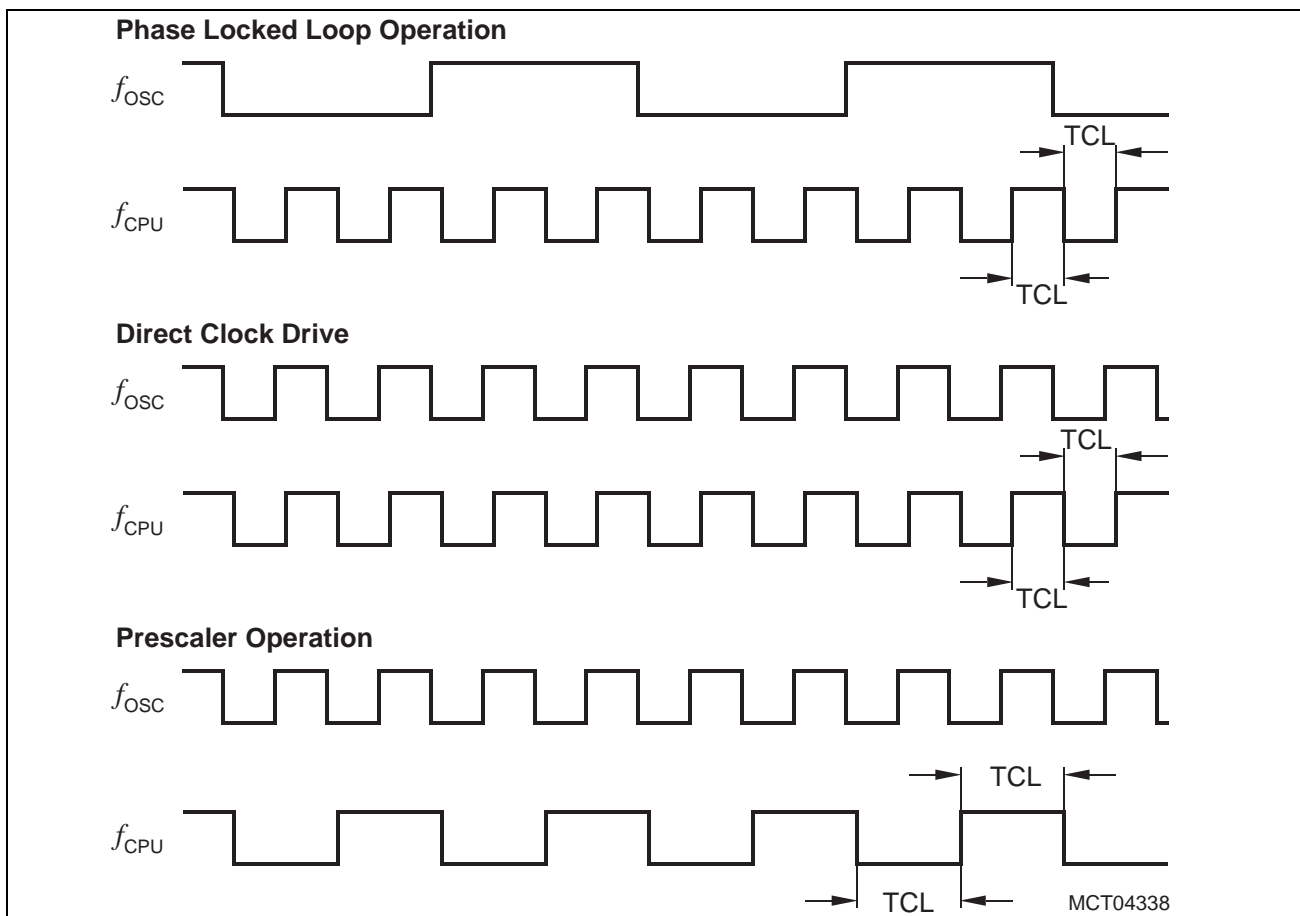 Phase Locked Loop Operation
fOSC
TCL
fCPU
TCL
Direct Clock Drive
fOSC
TCL
fCPU
TCL
Prescaler Operation
fOSC
TCL
fCPU
TCL
MCT04338